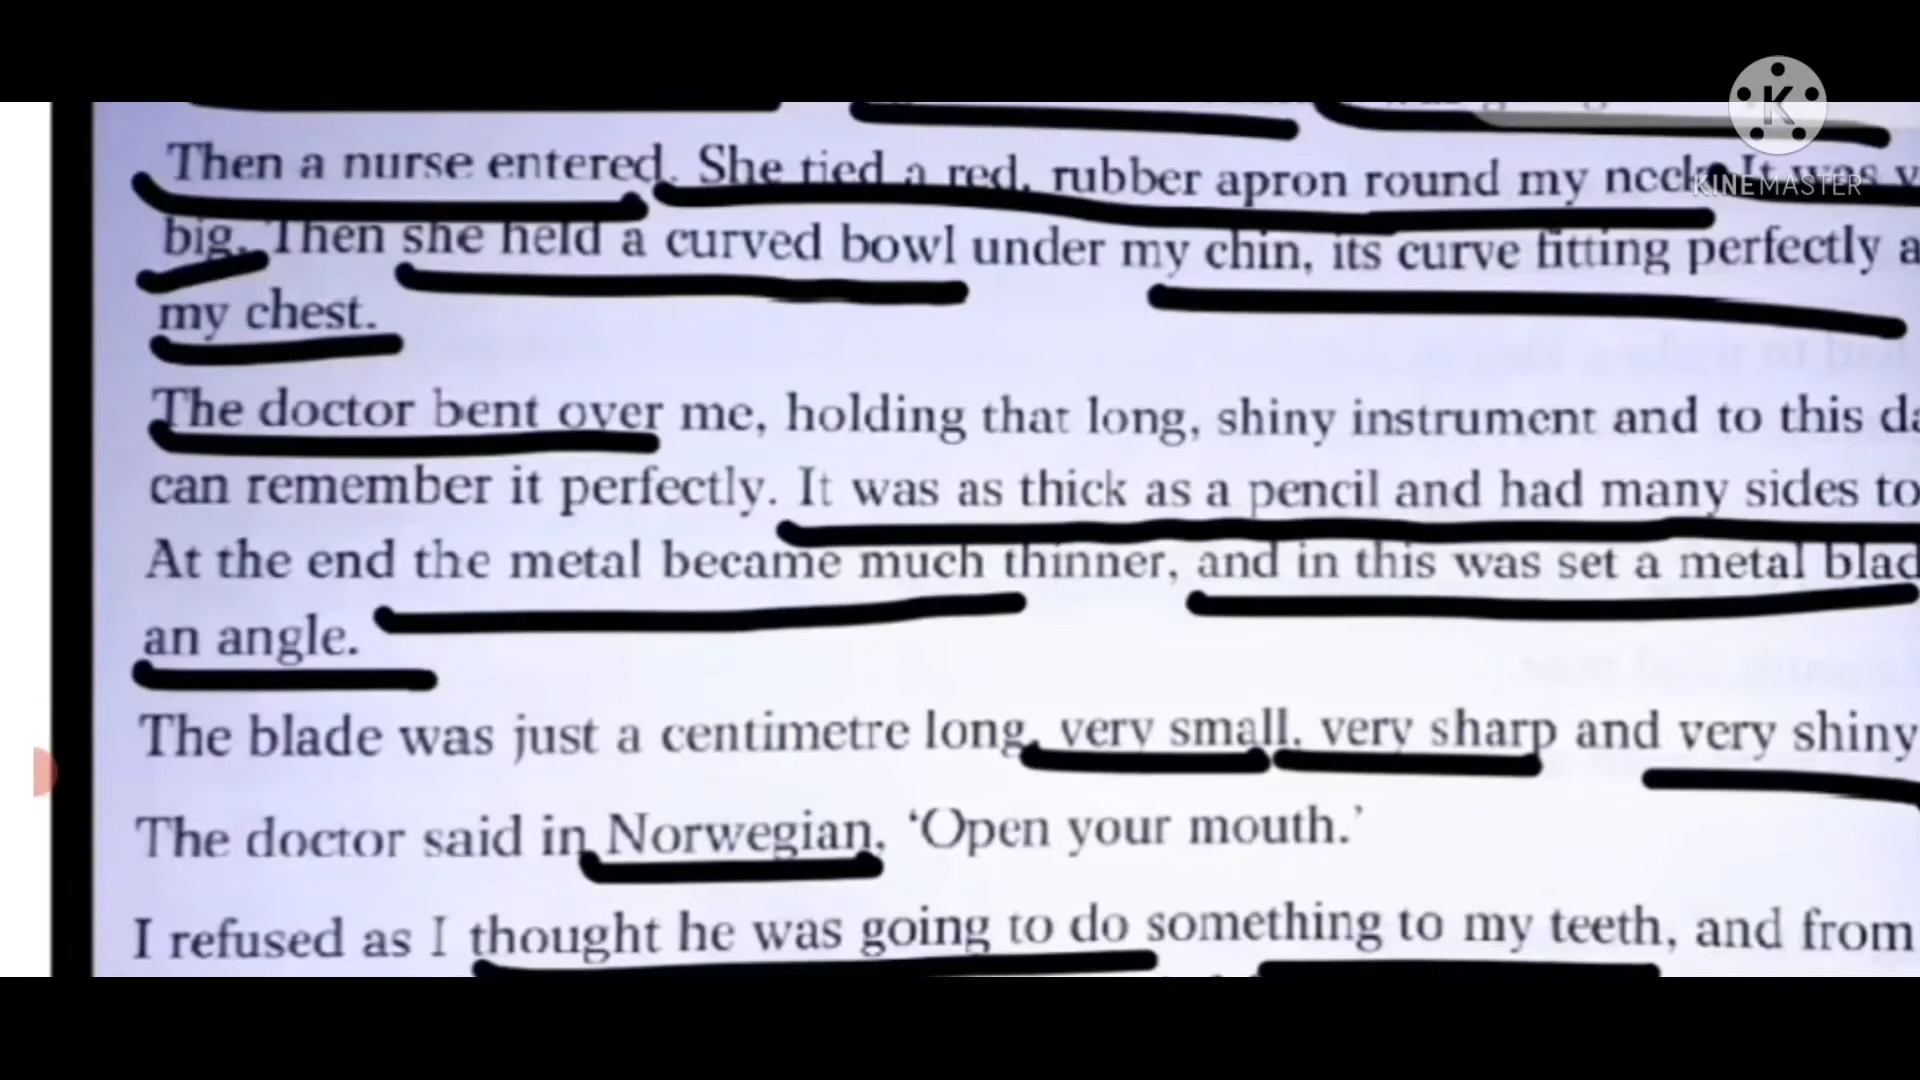 Then a nurse entered. She tied a red, rubber apron round my neck. It was
KINEMASTER
big. Then she held a curved bowl under my chin, its curve fitting perfectly
my chest.
The doctor bent over me, holding that long, shiny instrument and to this
can remember it perfectly. It was as thick as a pencil and had many sides to
At the end the metal became much thinner, and in this was set a metal
an angle.
The blade was just a centimetre long, very small, very sharp and very shiny
The doctor said in Norwegian, ‘Open your mouth.’
I refused as I thought he was going to do something to my teeth, and from